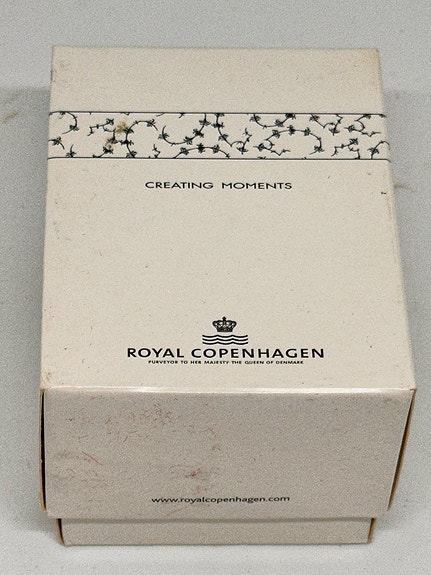 CREATING MOMENTS
ROYAL COPENHAGEN
PURVEYOR TO HER MAJESTY THE QUEEN OF DENMARK
www.royalcopenhagen.com